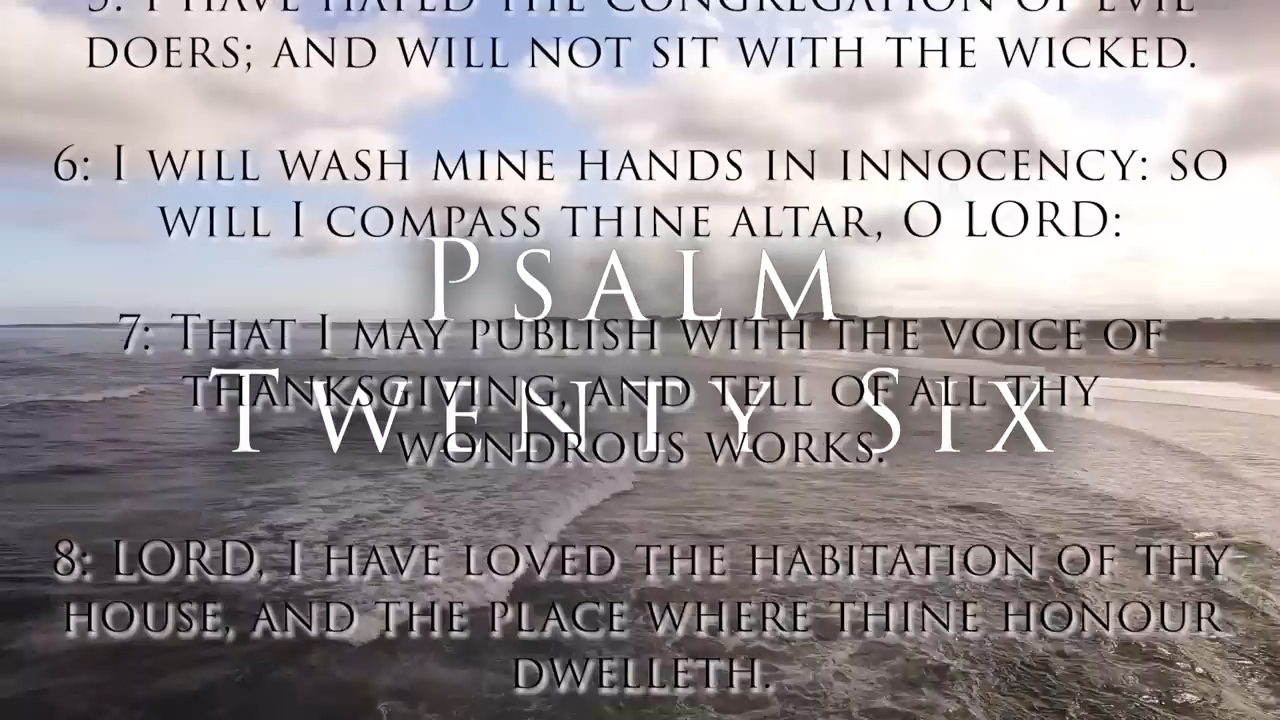 5: I HAVE HATED THE CONGREGATION OF EVIL
DOERS; AND WILL NOT SIT WITH THE WICKED.
6: I WILL WASH MINE HANDS IN INNOCENCY: SO
WILL I COMPASS THINE ALTAR, O LORD:
PSALM
7: THAT I MAY PUBLISH WITH THE VOICE OF
THANKSGIVING, AND TELL OF ALL THY
TWENTY SIX
WONDROUS WORKS.
8: LORD, I HAVE LOVED THE HABITATION OF THY
HOUSE, AND THE PLACE WHERE THINE HONOUR
DWELLETH.